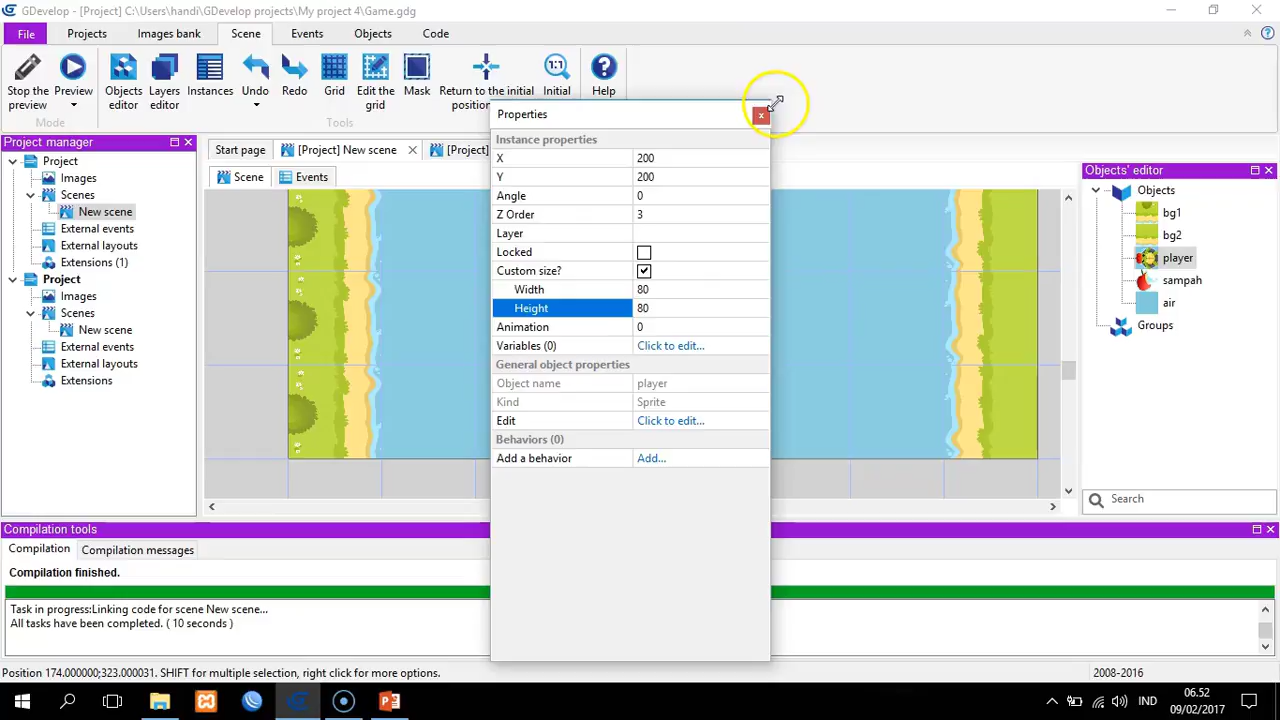 GDevelop - [Project] C:\Users\handi\GDevelop projects\My project 4\Game.gdg
File Projects Images bank Scene Events Objects Code
Stop the preview Preview Objects editor Layers editor Instances Undo Redo Grid Edit the grid Mask Return to the initial position Initial Help
Mode Tools
Properties
Instance properties
X 200
Y 200
Angle 0
Z Order 3
Layer
Locked
Custom size?
Width 80
Height 80
Animation 0
Variables (0) Click to edit...
General object properties
Object name player
Kind Sprite
Edit Click to edit...
Behaviors (0)
Add a behavior Add...
Project manager
Project
Images
Scenes
New scene
External events
External layouts
Extensions (1)
Project
Images
Scenes
New scene
External events
External layouts
Extensions
Start page [Project] New scene [Project]
Scene Events
Objects' editor
Objects
bg1
bg2
player
sampah
air
Groups
Search
Compilation tools
Compilation Compilation messages
Compilation finished.
Task in progress:Linking code for scene New scene...
All tasks have been completed. ( 10 seconds )
Position 174.000000;323.000031. SHIFT for multiple selection, right click for more options. 2008-2016
IND
06.52
09/02/2017